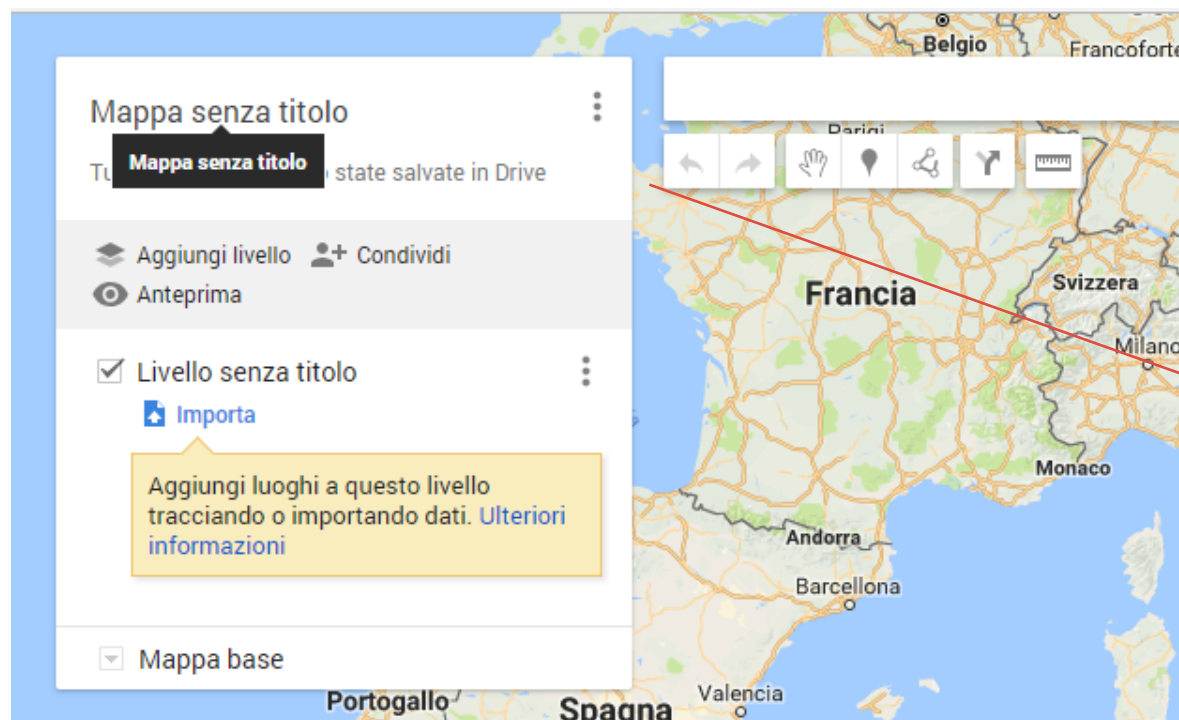 Mappa senza titolo
Mappa senza titolo
Tu state salvate in Drive
Aggiungi livello Condividi
Anteprima
Livello senza titolo
Importa
Aggiungi luoghi a questo livello
tracciando o importando dati. Ulteriori
informazioni
Mappa base
Belgio
Francoforte
Parigi
Francia
Svizzera
Milano
Monaco
Andorra
Barcellona
Valencia
Portogallo
Spagna